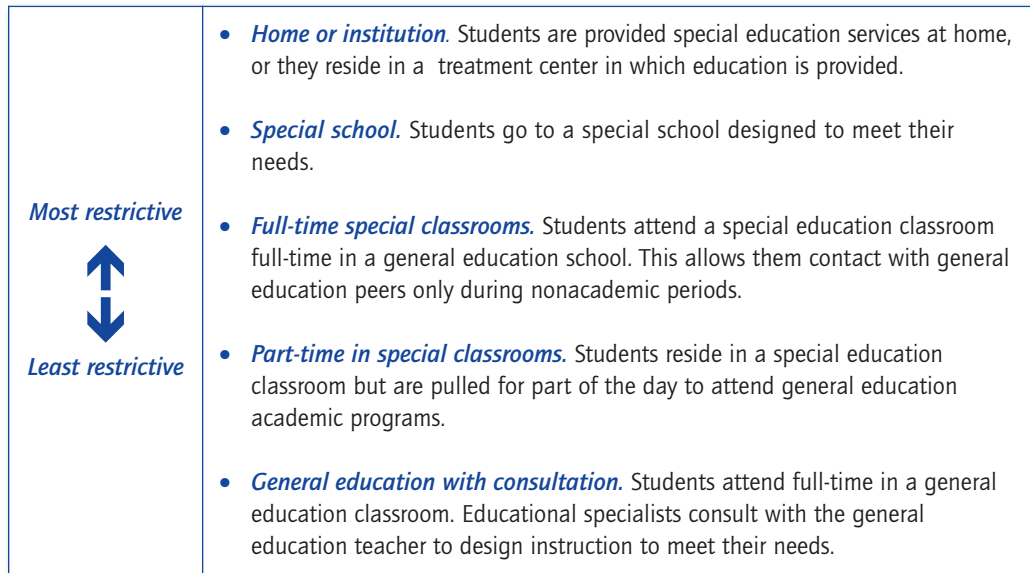 Most restrictive
Least restrictive
• Home or institution. Students are provided special education services at home,
or they reside in a treatment center in which education is provided.
• Special school. Students go to a special school designed to meet their
needs.
• Full-time special classrooms. Students attend a special education classroom
full-time in a general education school. This allows them contact with general
education peers only during nonacademic periods.
• Part-time in special classrooms. Students reside in a special education
classroom but are pulled for part of the day to attend general education
academic programs.
• General education with consultation. Students attend full-time in a general
education classroom. Educational specialists consult with the general
education teacher to design instruction to meet their needs.